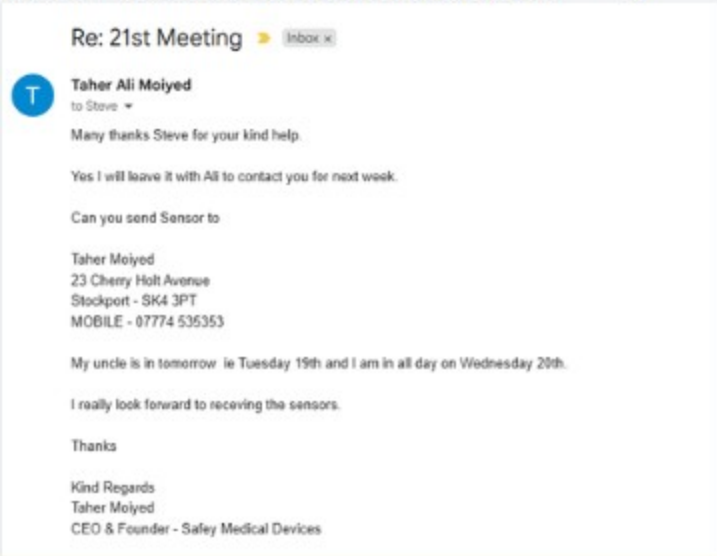 Re: 21st Meeting
Inbox x
T
Taher Ali Moiyed
to Steve
Many thanks Steve for your kind help.
Yes I will leave it with Ali to contact you for next week.
Can you send Sensor to
Taher Moiyed
23 Cherry Holt Avenue
Stockport - SK4 3PT
MOBILE - 07774 535353
My uncle is in tomorrow ie Tuesday 19th and I am in all day on Wednesday 20th.
I really look forward to receving the sensors.
Thanks
Kind Regards
Taher Moiyed
CEO & Founder - Safey Medical Devices